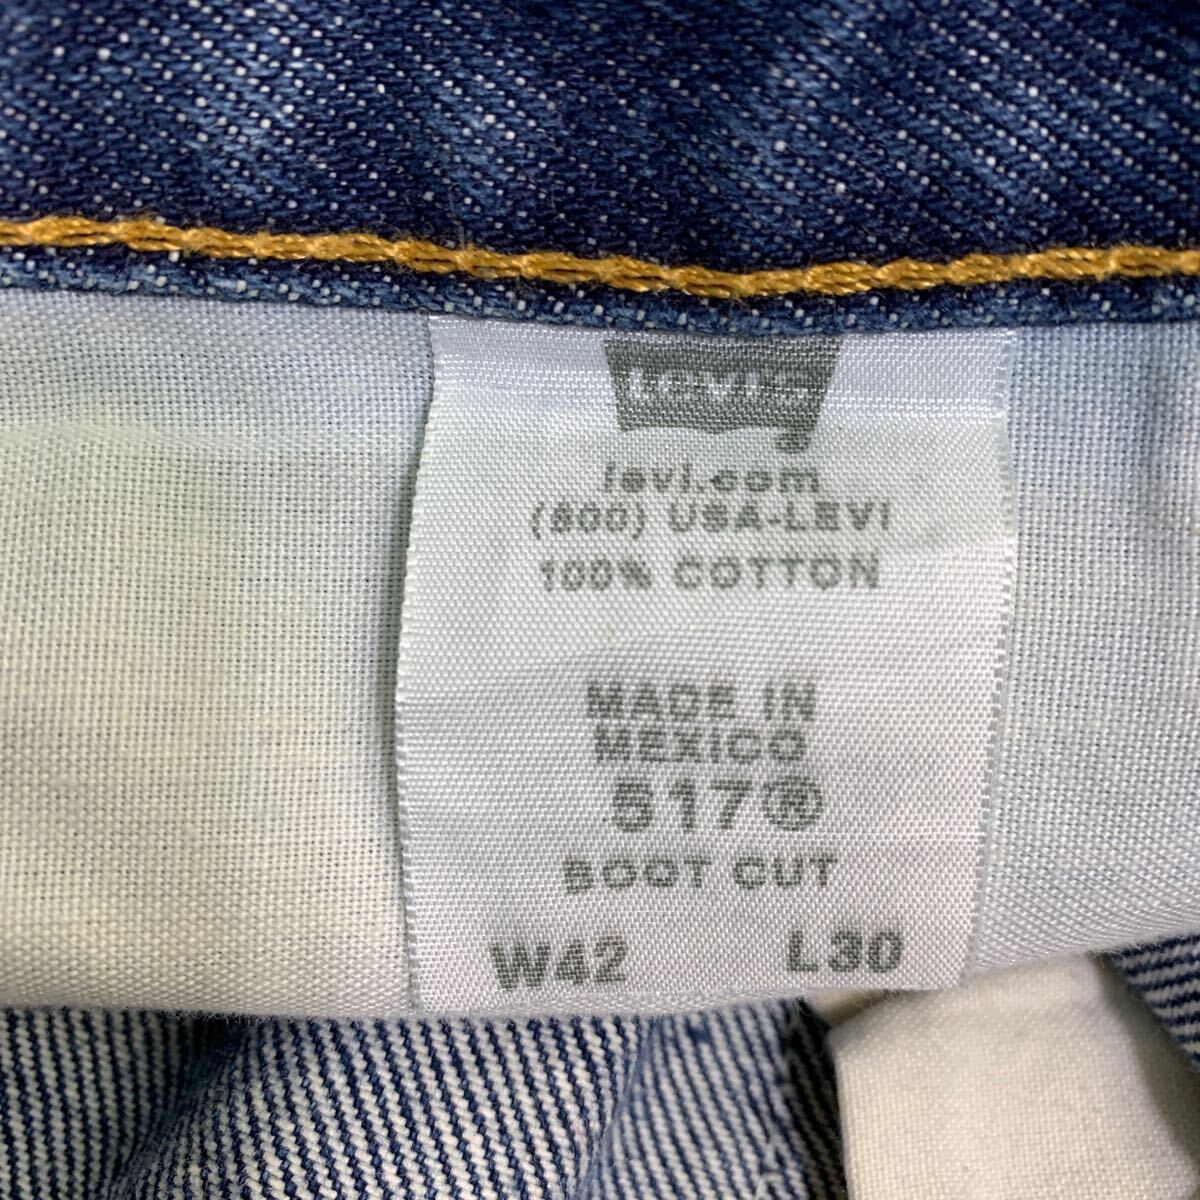 Levi's
levi.com
(800) USA-LEVI
100% COTTON
MADE IN
MEXICO
517®
BOOT CUT
W42 L30